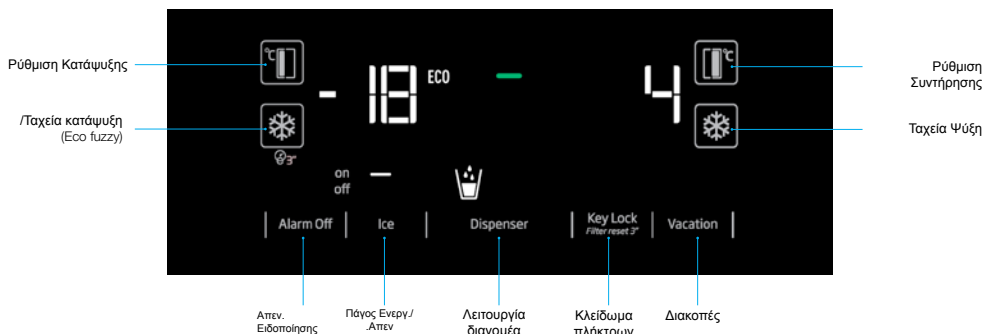 Ρύθμιση Κατάψυξης
/Ταχεία κατάψυξη
(Eco fuzzy)
°C
- 18
ECO
4
°C
Ρύθμιση
Συντήρησης
Ταχεία Ψύξη
3"
on
off
Alarm Off
Ice
Dispenser
Key Lock
Filter reset 3"
Vacation
Απεν.
Ειδοποίησης
Πάγος Ενεργ./
.Απεν
Λειτουργία
διανομέα
Κλείδωμα
πλήκτρων
Διακοπές